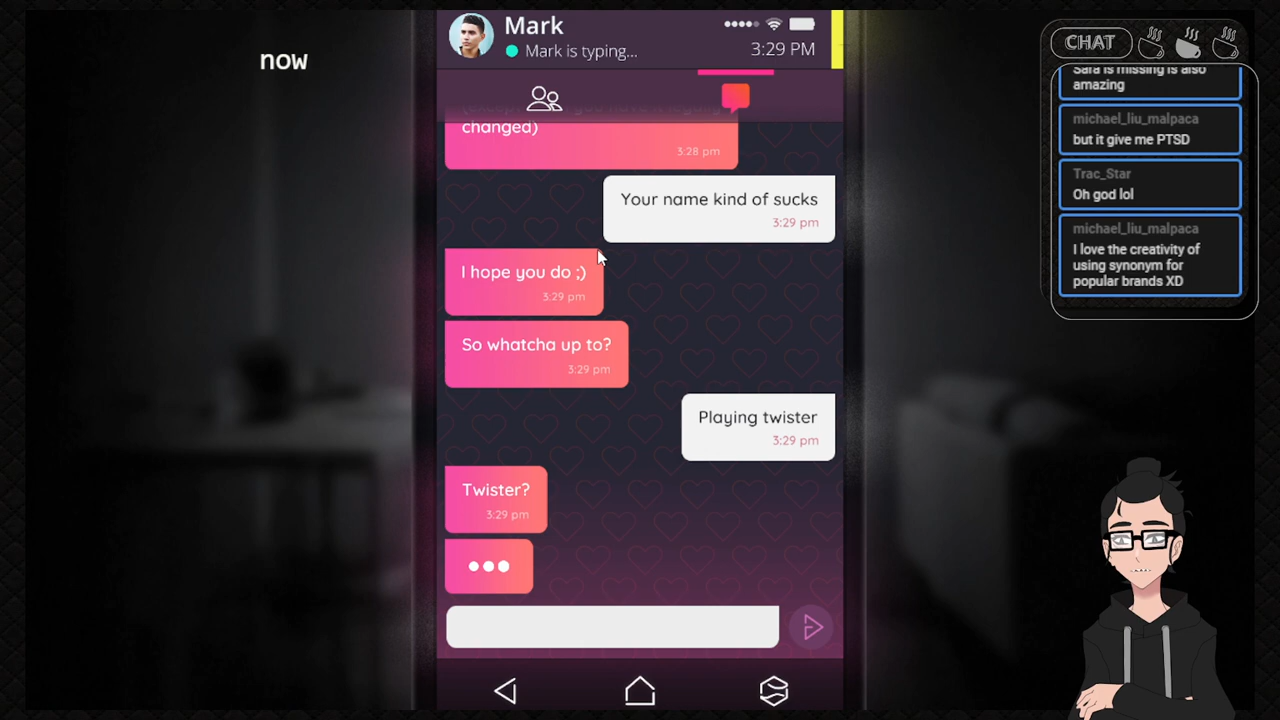 now
Mark
Mark is typing...
3:29 PM
changed)
3:28 pm
Your name kind of sucks
3:29 pm
I hope you do ;)
3:29 pm
So whatcha up to?
3:29 pm
Playing twister
3:29 pm
Twister?
3:29 pm
CHAT
Sara is missing is also
amazing
michael_liu_malpaca
but it give me PTSD
Trac_Star
Oh god lol
michael_liu_malpaca
I love the creativity of
using synonym for
popular brands XD